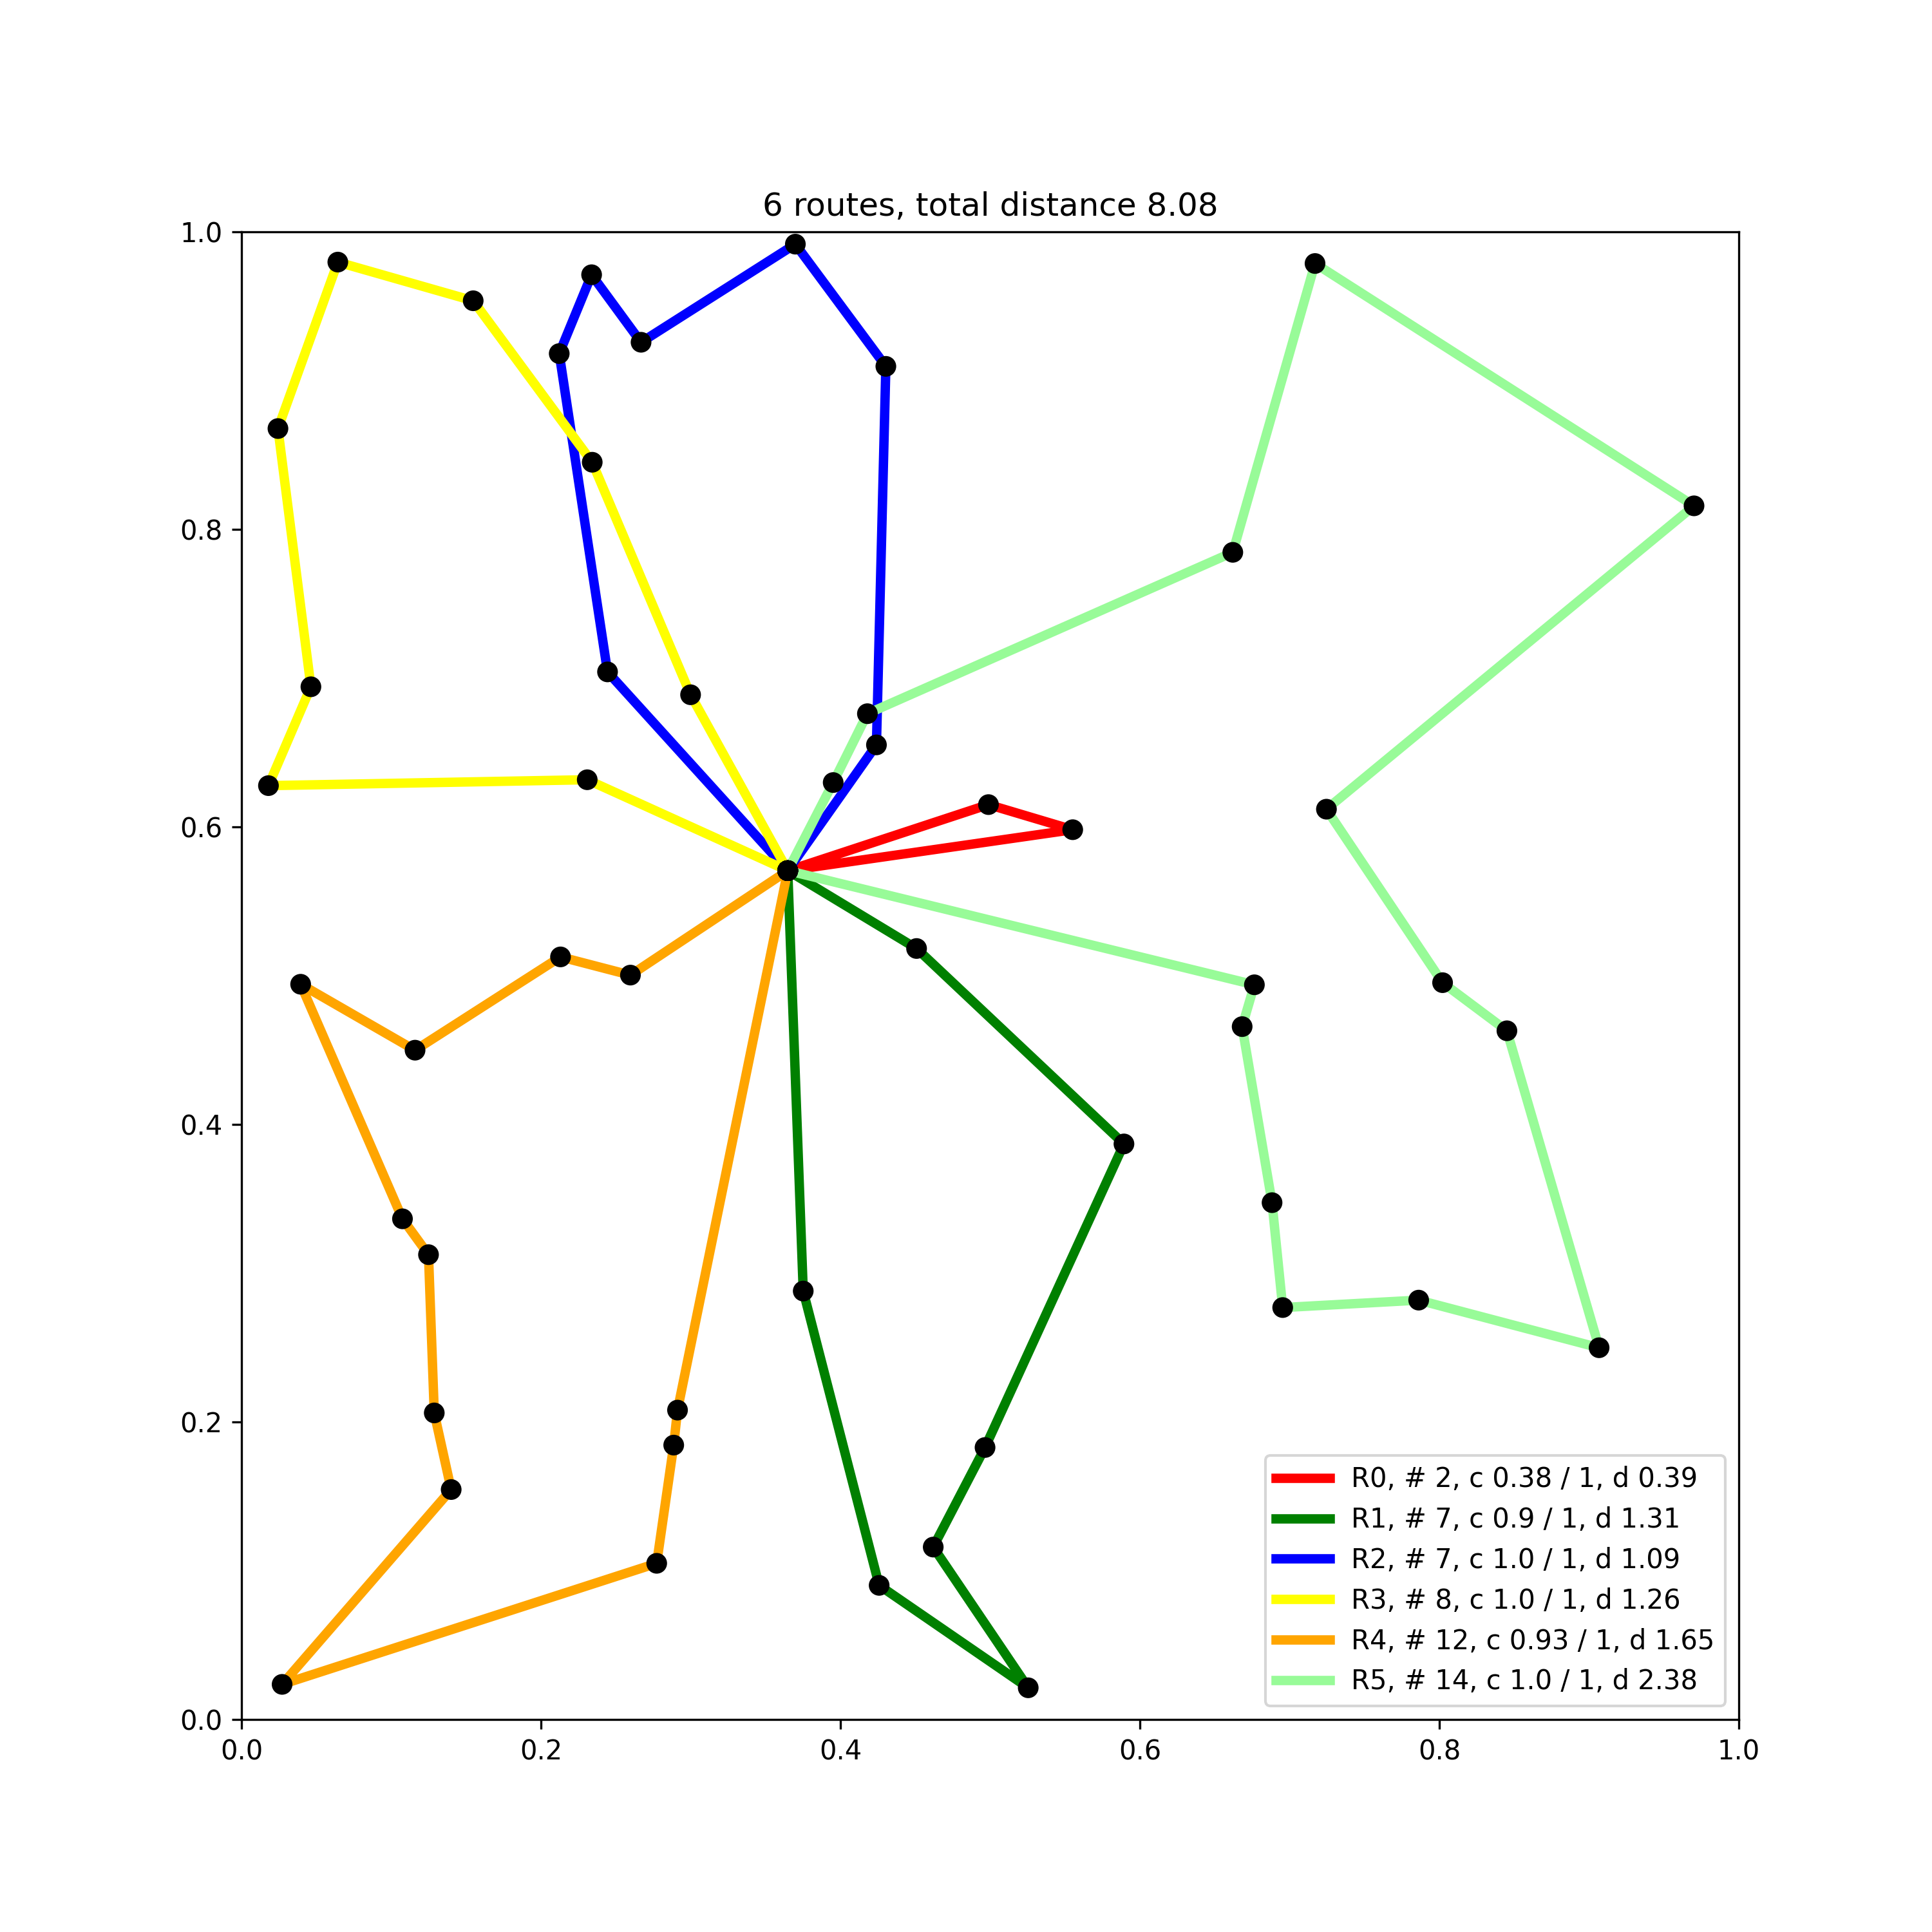 6 routes, total distance 8.08
1.0
0.8
0.6
0.4
0.2
0.0
0.0 0.2 0.4 0.6 0.8 1.0
R0, # 2, c 0.38 / 1, d 0.39
R1, # 7, c 0.9 / 1, d 1.31
R2, # 7, c 1.0 / 1, d 1.09
R3, # 8, c 1.0 / 1, d 1.26
R4, # 12, c 0.93 / 1, d 1.65
R5, # 14, c 1.0 / 1, d 2.38